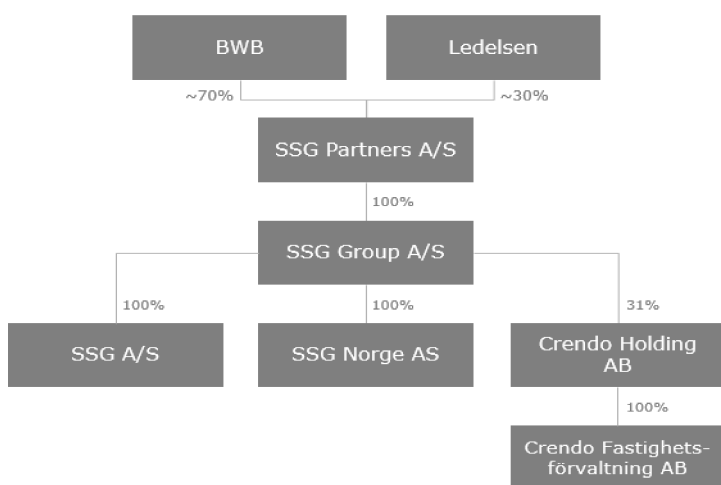 BWB
Ledelsen
~70%
~30%
SSG Partners A/S
100%
SSG Group A/S
100%
100%
31%
SSG A/S
SSG Norge AS
Crendo Holding
AB
100%
Crendo Fastighets-
förvaltning AB